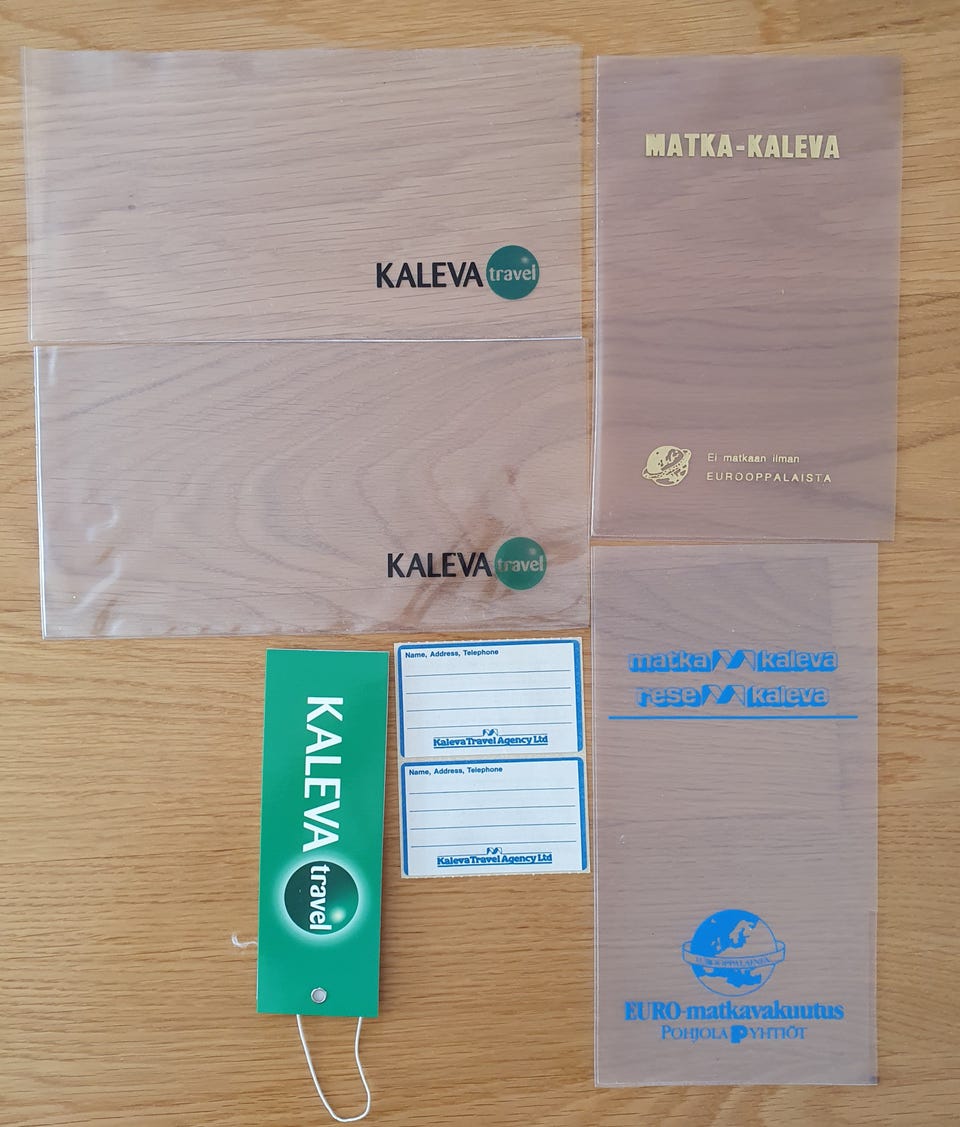 KALEVA travel
KALEVA travel
MATKA-KALEVA
Ei matkaan ilman
EUROOPPALAISTA
KALEVA travel
Name, Address, Telephone
Kaleva Travel Agency Ltd
Name, Address, Telephone
Kaleva Travel Agency Ltd
matka kaleva
rese kaleva
EUROOPPALAINEN
EURO-matkavakuutus
POHJOLA P YHTIÖT